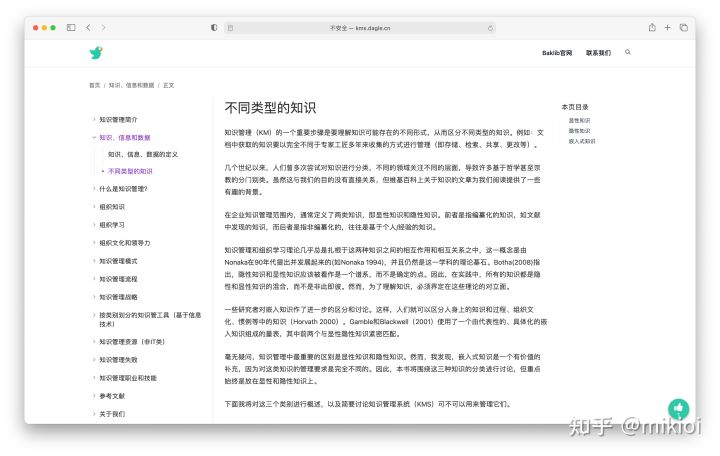 不安全 — kms.dagle.cn
Baklib官网
联系我们
首页 / 知识、信息和数据 / 正文
知识管理简介
知识、信息和数据
知识、信息、数据的定义
不同类型的知识
什么是知识管理?
组织知识
组织学习
组织文化和领导力
知识管理模式
知识管理流程
知识管理战略
按类别划分的知识管工具（基于信
息技术）
知识管理资源（非IT类）
知识管理失败
知识管理职业和技能
参考文献
关于我们
不同类型的知识
知识管理（KM）的一个重要步骤是要理解知识可能存在的不同形式，从而区分不同类型的知识。例如：文
档中获取的知识要以完全不同于专家工匠多年来收集的方式进行管理（即存储、检索、共享、更改等）。
几个世纪以来，人们曾多次尝试对知识进行分类，不同的领域关注不同的层面，导致许多基于哲学甚至宗
教的分门别类。虽然这与我们的目的没有直接关系，但维基百科上关于知识的文章为我们阅读提供了一些
有趣的背景。
在企业知识管理范围内，通常定义了两类知识，即显性知识和隐性知识。前者是指编纂化的知识，如文献
中发现的知识，而后者是指非编纂化的，往往是基于个人/经验的知识。
知识管理和组织学习理论几乎总是扎根于这两种知识之间的相互作用和相互关系之中，这一概念是由
Nonaka在90年代提出并发展起来的(如Nonaka 1994)，并且仍然是这一学科的理论基石。Botha(2008)指
出，隐性知识和显性知识应该被看作是一个谱系，而不是确定的点。因此，在实践中，所有的知识都是隐
性和显性知识的混合，而不是非此即彼。然而，为了理解知识，必须界定在这些理论的对立面。
一些研究者对嵌入知识作了进一步的区分和讨论。这样，人们就可以区分人身上的知识和过程、组织文
化、惯例等中的知识（Horvath 2000）。Gamble和Blackwell（2001）使用了一个由代表性的、具体化的嵌
入知识组成的量表，其中前两个与显性隐性知识紧密匹配。
毫无疑问，知识管理中最重要的区别是显性知识和隐性知识。然而，我发现，嵌入式知识是一个有价值的
补充，因为对这类知识的管理要求是完全不同的。因此，本书将围绕这三种知识的分类进行讨论，但重点
始终是放在显性和隐性知识上。
下面我将对这三个类别进行概述，以及简要讨论知识管理系统（KMS）可不可以用来管理它们。
本页目录
显性知识
隐性知识
嵌入式知识
知乎 @mikioi